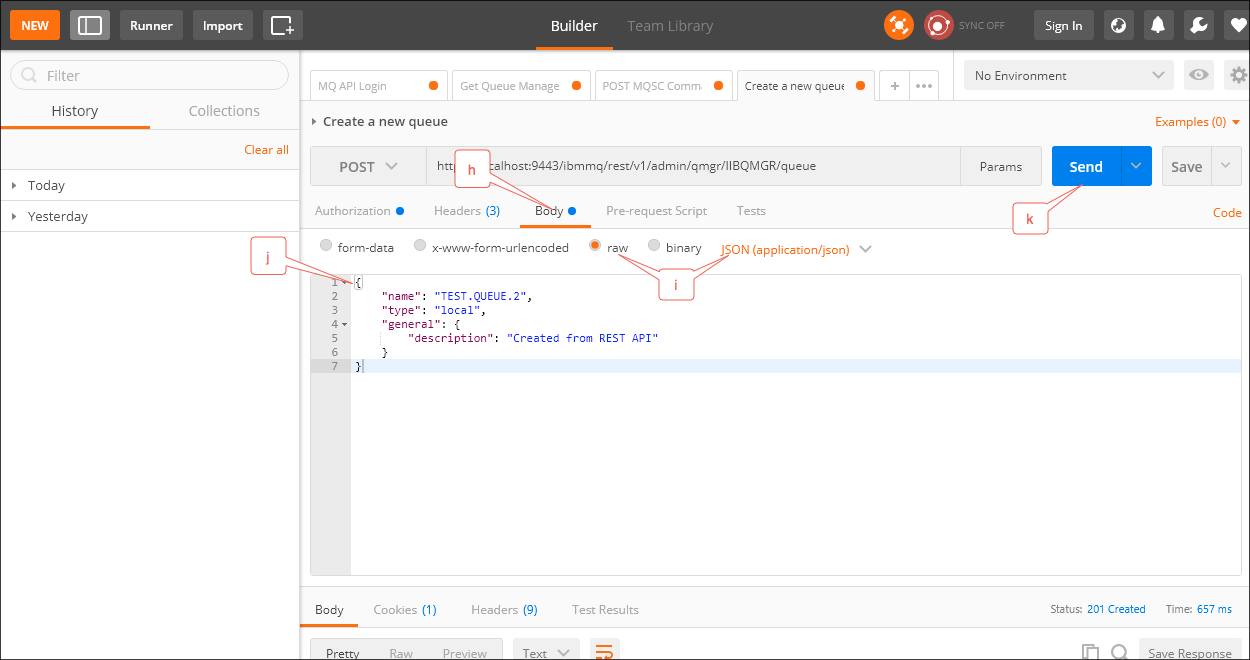 NEW Runner Import Builder Team Library SYNC OFF Sign In
Filter
History Collections
Clear all
Today
Yesterday
MQ API Login Get Queue Manage POST MQSC Comma Create a new queue + ••• No Environment
Create a new queue Examples (0)
POST htt calhost:9443/ibmmq/rest/v1/admin/qmgr/IIBQMGR/queue Params Send Save
h
k
Authorization Headers (3) Body Pre-request Script Tests Code
form-data x-www-form-urlencoded raw binary JSON (application/json)
j
i
1 {
2 "name": "TEST.QUEUE.2",
3 "type": "local",
4 "general": {
5 "description": "Created from REST API"
6 }
7 }
Body Cookies (1) Headers (9) Test Results Status: 201 Created Time: 657 ms
Pretty Raw Preview Text Save Response